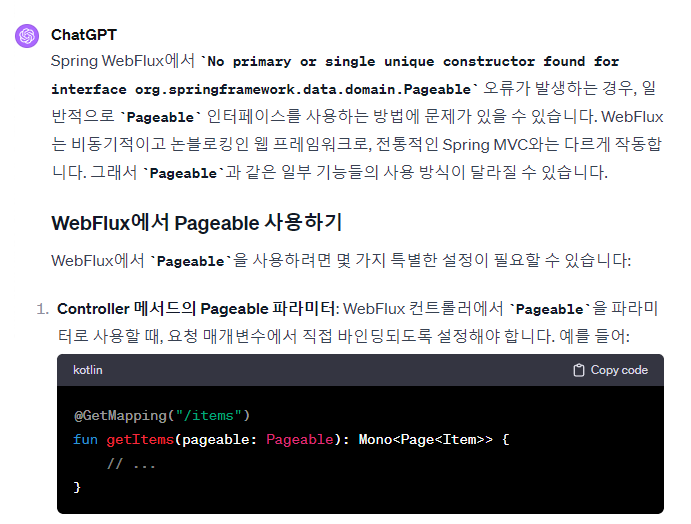 ChatGPT
Spring WebFlux에서 `No primary or single unique constructor found for
interface org.springframework.data.domain.Pageable` 오류가 발생하는 경우, 일
반적으로 `Pageable` 인터페이스를 사용하는 방법에 문제가 있을 수 있습니다. WebFlux
는 비동기적이고 논블로킹인 웹 프레임워크로, 전통적인 Spring MVC와는 다르게 작동합
니다. 그래서 `Pageable`과 같은 일부 기능들의 사용 방식이 달라질 수 있습니다.
WebFlux에서 Pageable 사용하기
WebFlux에서 `Pageable`을 사용하려면 몇 가지 특별한 설정이 필요할 수 있습니다:
1. Controller 메서드의 Pageable 파라미터: WebFlux 컨트롤러에서 `Pageable`을 파라미
터로 사용할 때, 요청 매개변수에서 직접 바인딩되도록 설정해야 합니다. 예를 들어:
kotlin
Copy code
@GetMapping("/items")
fun getItems(pageable: Pageable): Mono<Page<Item>> {
// ...
}